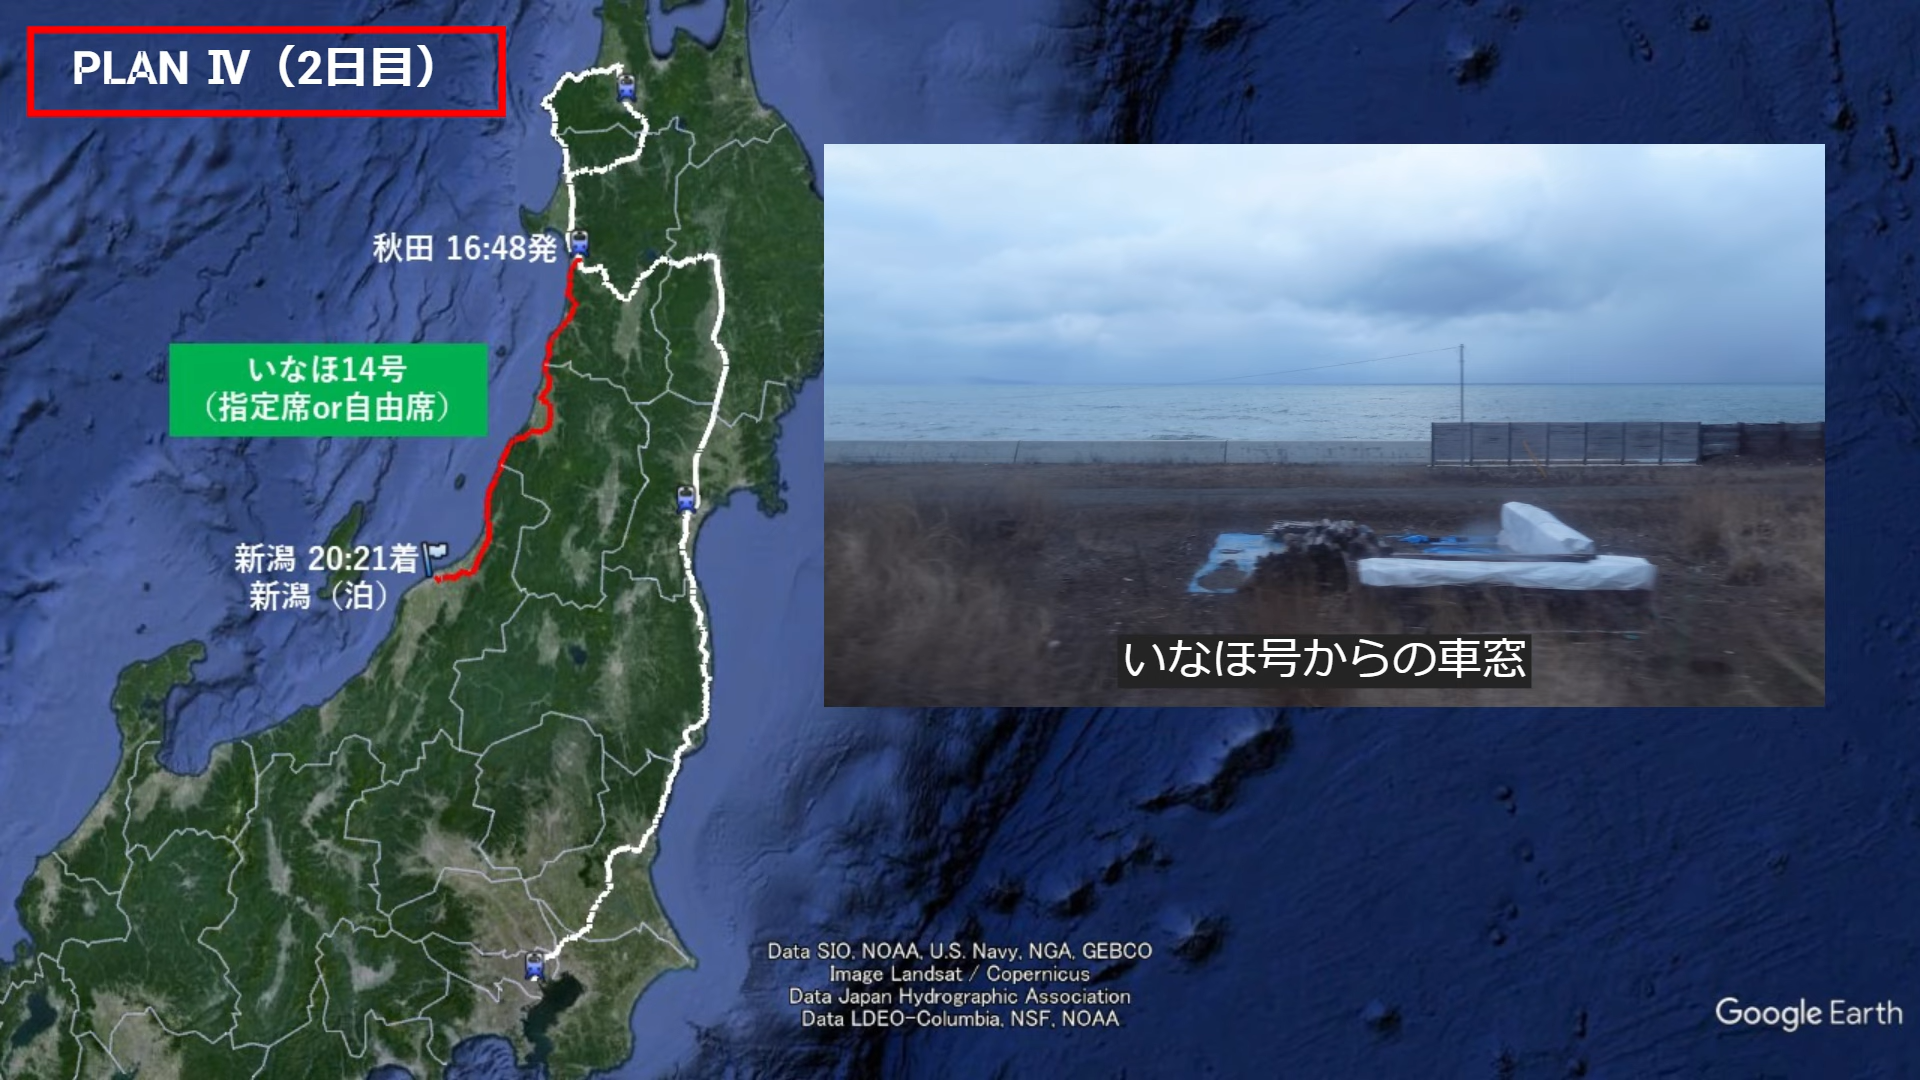 PLAN Ⅳ（2日目）
秋田 16:48発
いなほ14号
（指定席or自由席）
新潟 20:21着
新潟（泊）
いなほ号からの車窓
Data SIO, NOAA, U.S. Navy, NGA, GEBCO
Image Landsat / Copernicus
Data Japan Hydrographic Association
Data LDEO-Columbia, NSF, NOAA
Google Earth